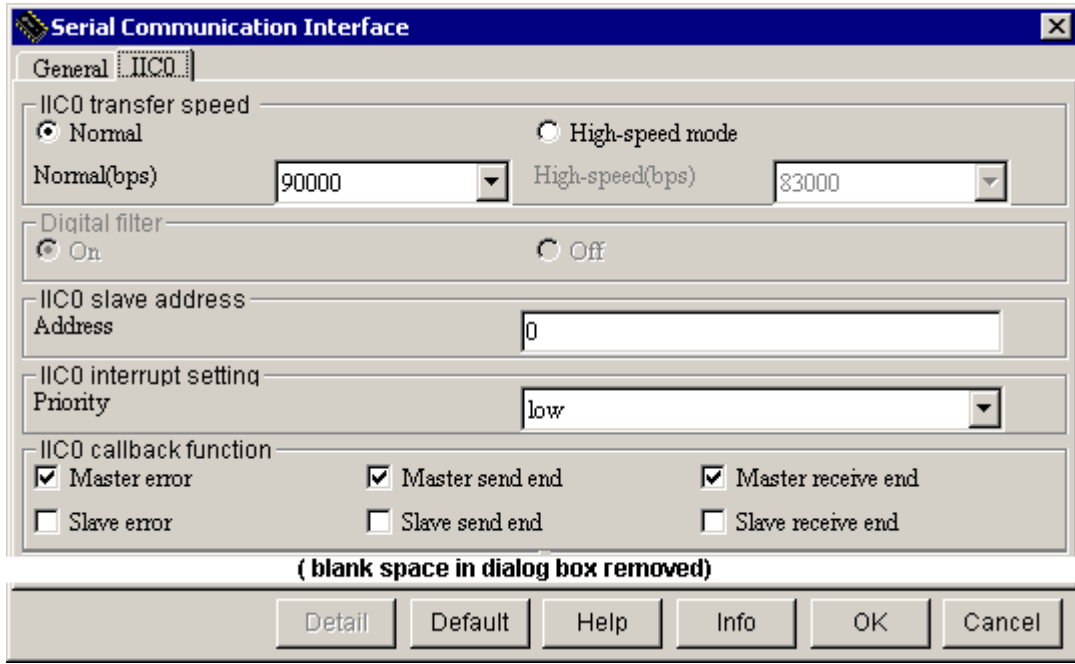 Serial Communication Interface
General IIC0
IIC0 transfer speed
Normal High-speed mode
Normal(bps) 90000 High-speed(bps) 83000
Digital filter
On Off
IIC0 slave address
Address 0
IIC0 interrupt setting
Priority low
IIC0 callback function
Master error Master send end Master receive end
Slave error Slave send end Slave receive end
( blank space in dialog box removed)
Detail Default Help Info OK Cancel